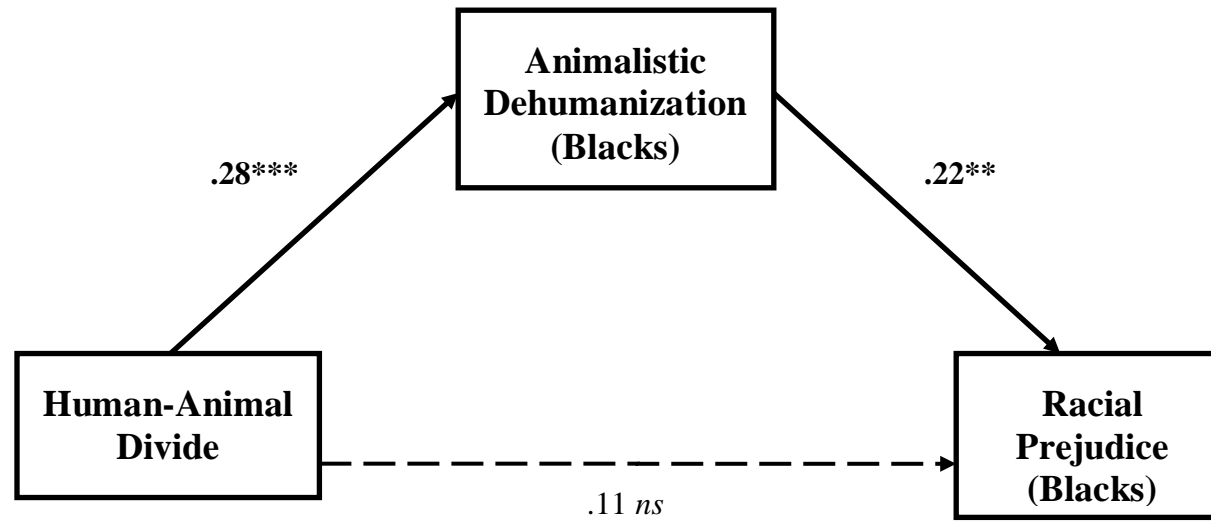 Animalistic
Dehumanization
(Blacks)
.28***
.22**
Human-Animal
Divide
Racial
Prejudice
(Blacks)
.11 ns